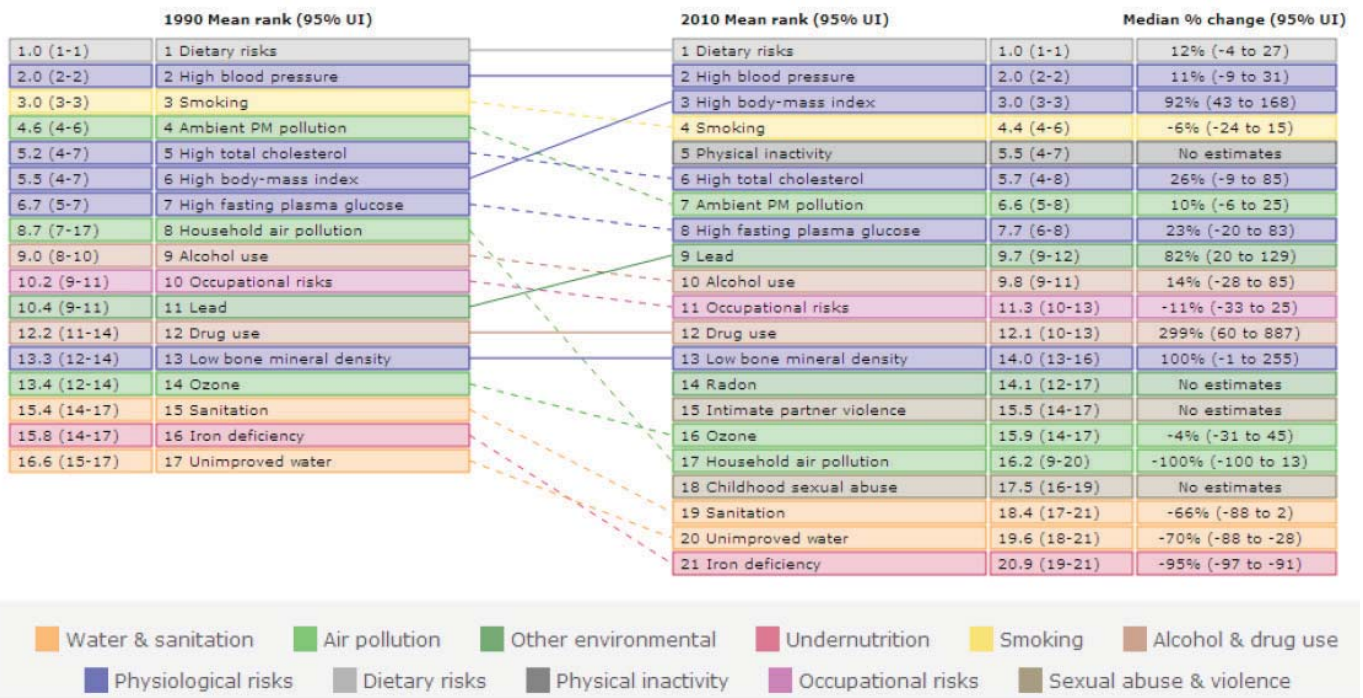 1990 Mean rank (95% UI) 2010 Mean rank (95% UI) Median % change (95% UI)
1.0 (1-1) 1 Dietary risks 1 Dietary risks 1.0 (1-1) 12% (-4 to 27)
2.0 (2-2) 2 High blood pressure 2 High blood pressure 2.0 (2-2) 11% (-9 to 31)
3.0 (3-3) 3 Smoking 3 High body-mass index 3.0 (3-3) 92% (43 to 168)
4.6 (4-6) 4 Ambient PM pollution 4 Smoking 4.4 (4-6) -6% (-24 to 15)
5.2 (4-7) 5 High total cholesterol 5 Physical inactivity 5.5 (4-7) No estimates
5.5 (4-7) 6 High body-mass index 6 High total cholesterol 5.7 (4-8) 26% (-9 to 85)
6.7 (5-7) 7 High fasting plasma glucose 7 Ambient PM pollution 6.6 (5-8) 10% (-6 to 25)
8.7 (7-17) 8 Household air pollution 8 High fasting plasma glucose 7.7 (6-8) 23% (-20 to 83)
9.0 (8-10) 9 Alcohol use 9 Lead 9.7 (9-12) 82% (20 to 129)
10.2 (9-11) 10 Occupational risks 10 Alcohol use 9.8 (9-11) 14% (-28 to 85)
10.4 (9-11) 11 Lead 11 Occupational risks 11.3 (10-13) -11% (-33 to 25)
12.2 (11-14) 12 Drug use 12 Drug use 12.1 (10-13) 299% (60 to 887)
13.3 (12-14) 13 Low bone mineral density 13 Low bone mineral density 14.0 (13-16) 100% (-1 to 255)
13.4 (12-14) 14 Ozone 14 Radon 14.1 (12-17) No estimates
15.4 (14-17) 15 Sanitation 15 Intimate partner violence 15.5 (14-17) No estimates
15.8 (14-17) 16 Iron deficiency 16 Ozone 15.9 (14-17) -4% (-31 to 45)
16.6 (15-17) 17 Unimproved water 17 Household air pollution 16.2 (9-20) -100% (-100 to 13)
18 Childhood sexual abuse 17.5 (16-19) No estimates
19 Sanitation 18.4 (17-21) -66% (-88 to 2)
20 Unimproved water 19.6 (18-21) -70% (-88 to -28)
21 Iron deficiency 20.9 (19-21) -95% (-97 to -91)
Water & sanitation Air pollution Other environmental Undernutrition Smoking Alcohol & drug use
Physiological risks Dietary risks Physical inactivity Occupational risks Sexual abuse & violence